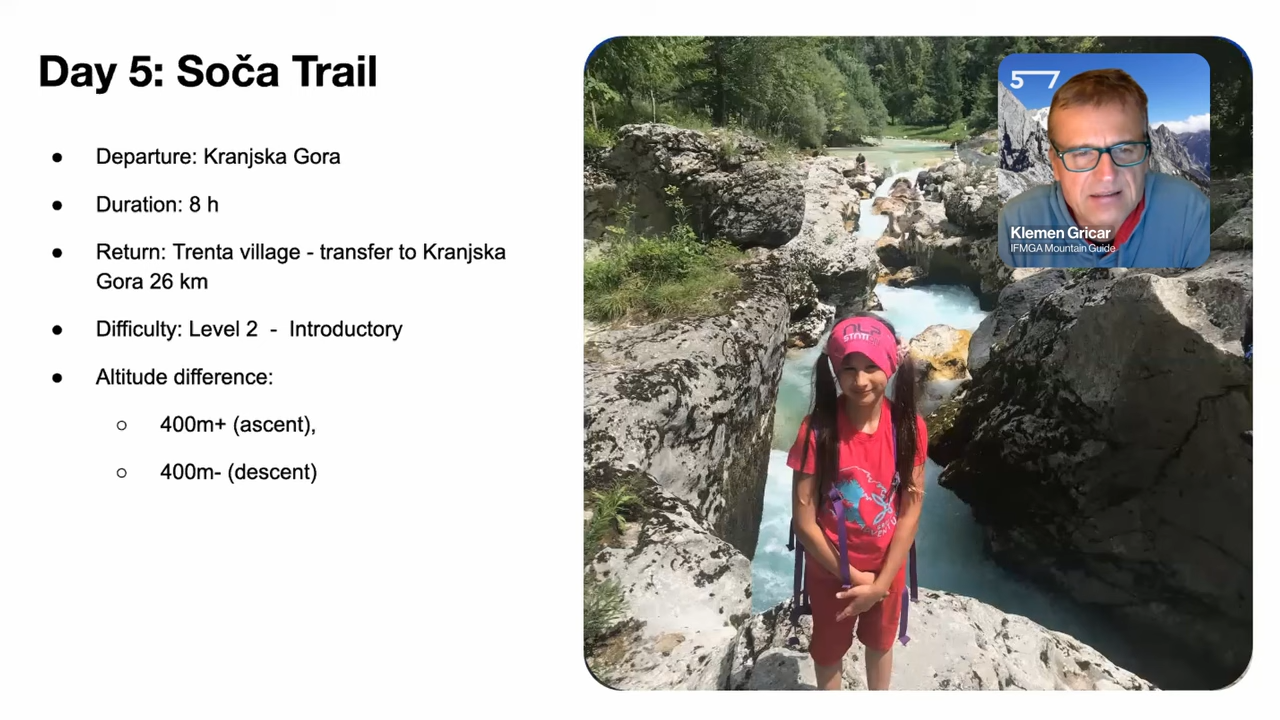 Day 5: Soča Trail
● Departure: Kranjska Gora
● Duration: 8 h
● Return: Trenta village - transfer to Kranjska
Gora 26 km
● Difficulty: Level 2 - Introductory
● Altitude difference:
○ 400m+ (ascent),
○ 400m- (descent)
57
Klemen Gricar
IFMGA Mountain Guide